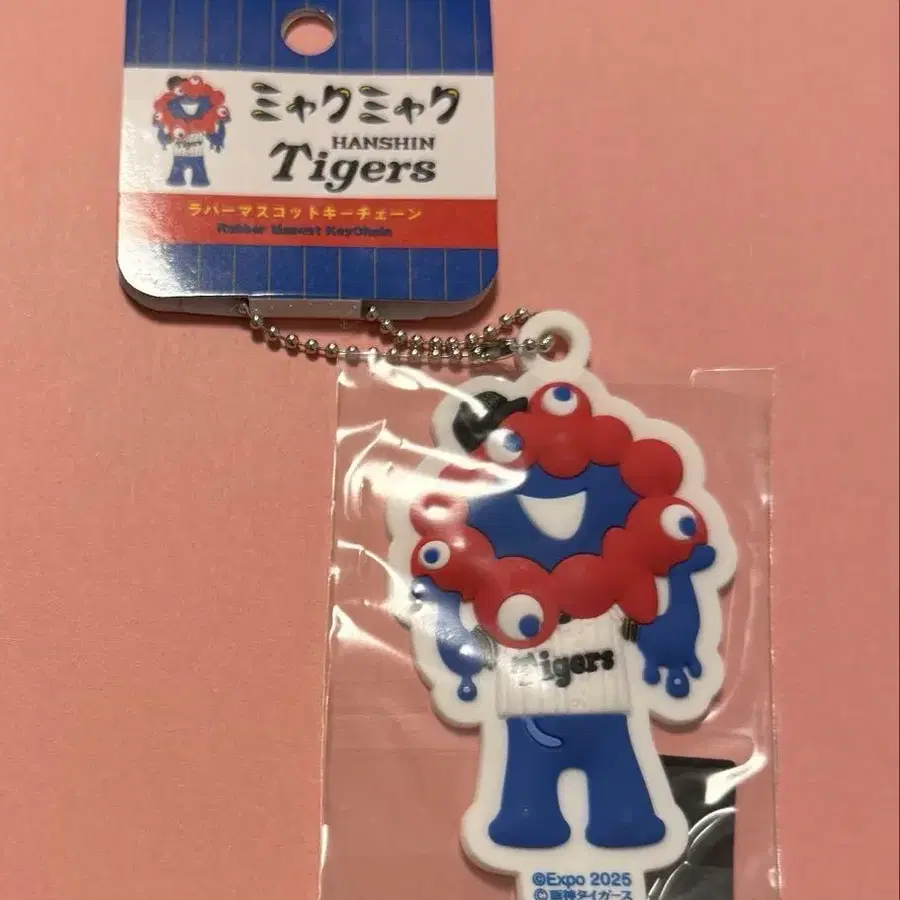 ミャクミャク
HANSHIN
Tigers
ラバーマスコットキーチェーン
Rubber Mascot KeyChain
Tigers
©Expo 2025
©阪神タイガース